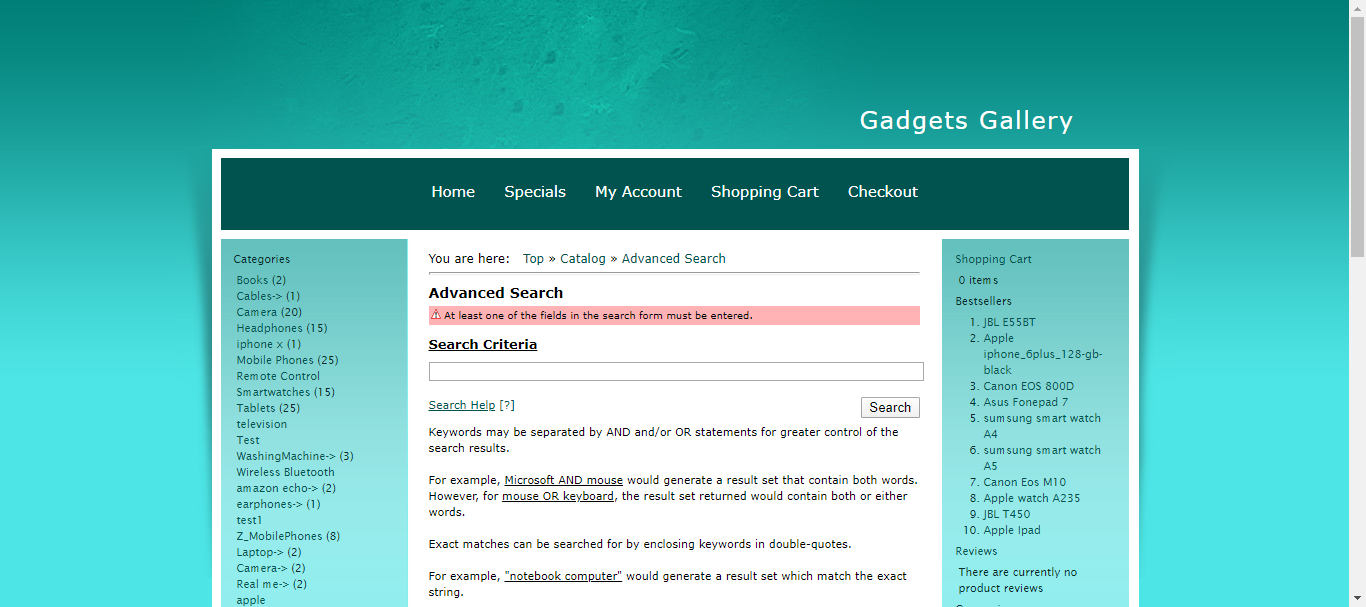 Gadgets Gallery
Home Specials My Account Shopping Cart Checkout
Categories
Books (2)
Cables-> (1)
Camera (20)
Headphones (15)
iphone x (1)
Mobile Phones (25)
Remote Control
Smartwatches (15)
Tablets (25)
television
Test
WashingMachine-> (3)
Wireless Bluetooth
amazon echo-> (2)
earphones-> (1)
test1
Z_MobilePhones (8)
Laptop-> (2)
Camera-> (2)
Real me-> (2)
apple
You are here: Top » Catalog » Advanced Search
Advanced Search
At least one of the fields in the search form must be entered.
Search Criteria
Search Help [?]
Search
Keywords may be separated by AND and/or OR statements for greater control of the
search results.
For example, Microsoft AND mouse would generate a result set that contain both words.
However, for mouse OR keyboard, the result set returned would contain both or either
words.
Exact matches can be searched for by enclosing keywords in double-quotes.
For example, "notebook computer" would generate a result set which match the exact
string.
Shopping Cart
0 items
Bestsellers
1. JBL E55BT
2. Apple
iphone_6plus_128-gb-
black
3. Canon EOS 800D
4. Asus Fonepad 7
5. sumsung smart watch
A4
6. sumsung smart watch
A5
7. Canon Eos M10
8. Apple watch A235
9. JBL T450
10. Apple Ipad
Reviews
There are currently no
product reviews